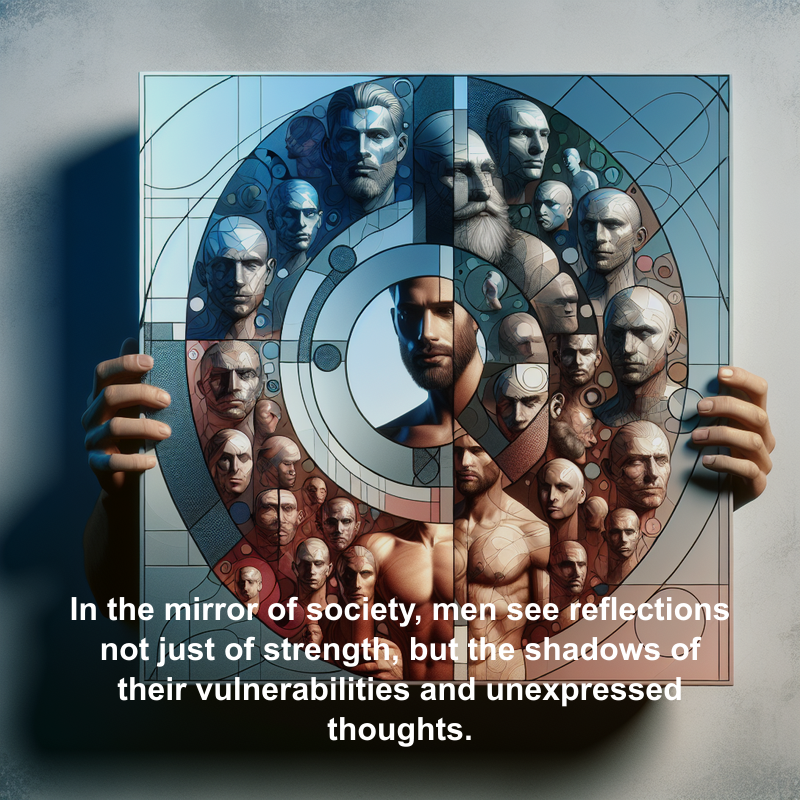 In the mirror of society, men see reflections
not just of strength, but the shadows of
their vulnerabilities and unexpressed
thoughts.